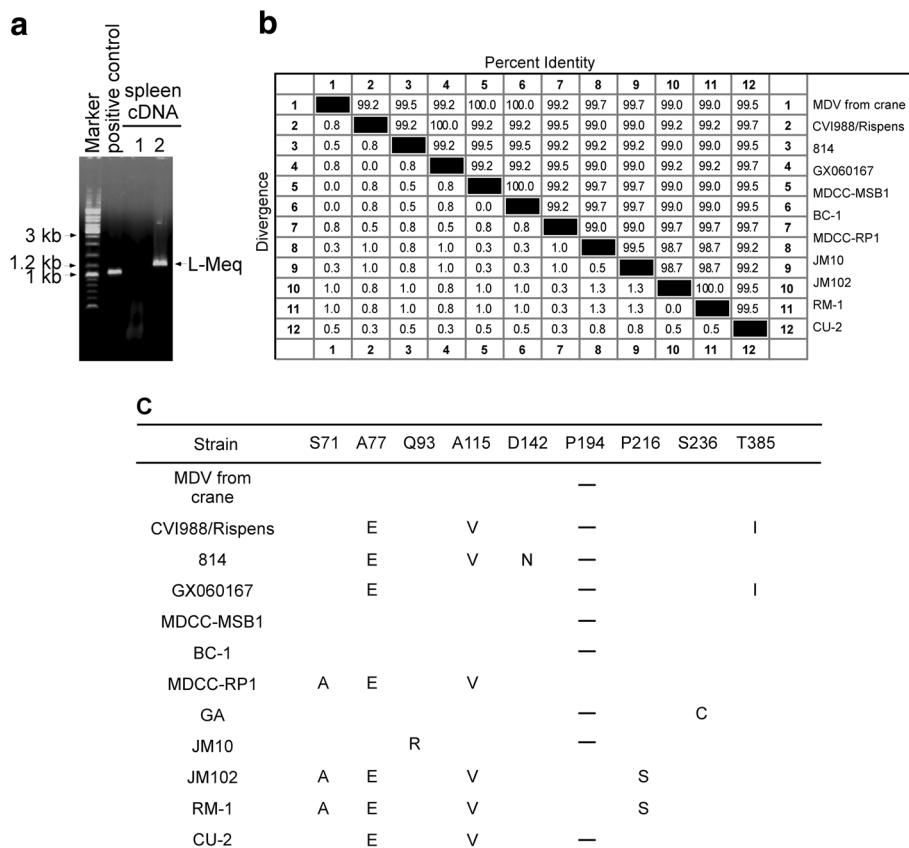 a
Marker
positive control
spleen
cDNA
1 2
3 kb
1.2 kb
1 kb
L-Meq
b
Percent Identity
Divergence
1 2 3 4 5 6 7 8 9 10 11 12
1 99.2 99.5 99.2 100.0 100.0 99.2 99.7 99.7 99.0 99.0 99.5 1 MDV from crane
2 0.8 99.2 100.0 99.2 99.2 99.5 99.0 99.0 99.2 99.2 99.7 2 CVI988/Rispens
3 0.5 0.8 99.2 99.5 99.5 99.5 99.2 99.2 99.2 99.2 99.7 3 814
4 0.8 0.0 0.8 99.2 99.2 99.5 99.0 99.0 99.2 99.2 99.7 4 GX060167
5 0.0 0.8 0.5 0.8 100.0 99.2 99.7 99.7 99.0 99.0 99.5 5 MDCC-MSB1
6 0.0 0.8 0.5 0.8 0.0 99.2 99.7 99.7 99.0 99.0 99.5 6 BC-1
7 0.8 0.5 0.8 0.5 0.8 0.8 99.0 99.0 99.7 99.7 99.7 7 MDCC-RP1
8 0.3 1.0 0.8 1.0 0.3 0.3 1.0 99.5 98.7 98.7 99.2 8 JM10
9 0.3 1.0 0.8 1.0 0.3 0.3 1.0 0.5 98.7 98.7 99.2 9 JM102
10 1.0 0.8 1.0 0.8 1.0 1.0 0.3 1.3 1.3 100.0 99.5 10 RM-1
11 1.0 0.8 1.0 0.8 1.0 1.0 0.3 1.3 1.3 0.0 99.5 11 CU-2
12 0.5 0.3 0.5 0.3 0.5 0.5 0.3 0.8 0.8 0.5 0.5 12
1 2 3 4 5 6 7 8 9 10 11 12
C
Strain S71 A77 Q93 A115 D142 P194 P216 S236 T385
MDV from
crane —
CVI988/Rispens E V — I
814 E V N —
GX060167 E — I
MDCC-MSB1 —
BC-1 —
MDCC-RP1 A E V
GA — C
JM10 R —
JM102 A E V S
RM-1 A E V S
CU-2 E V —